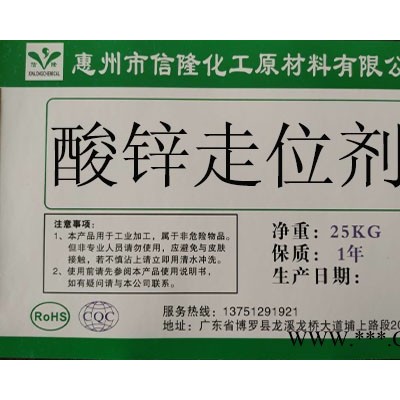 信隆
XINLONGCHEMICAL
惠州市信隆化工原材料有限公
酸锌走位剂
注意事项:
1、本产品用于工业加工,属于非危险物品。
但非专业人员请勿使用,应避免与皮肤
接触,若不慎沾上请立即用清水冲洗。
2、使用前请先参阅本产品使用说明书,
如有疑问请与本公司联系。
净重:25KG
保质:1年
生产日期:
RoHS
CQC
服务热线:13751291921
地址:广东省博罗县龙溪龙桥大道埔上路段20
www.***.c